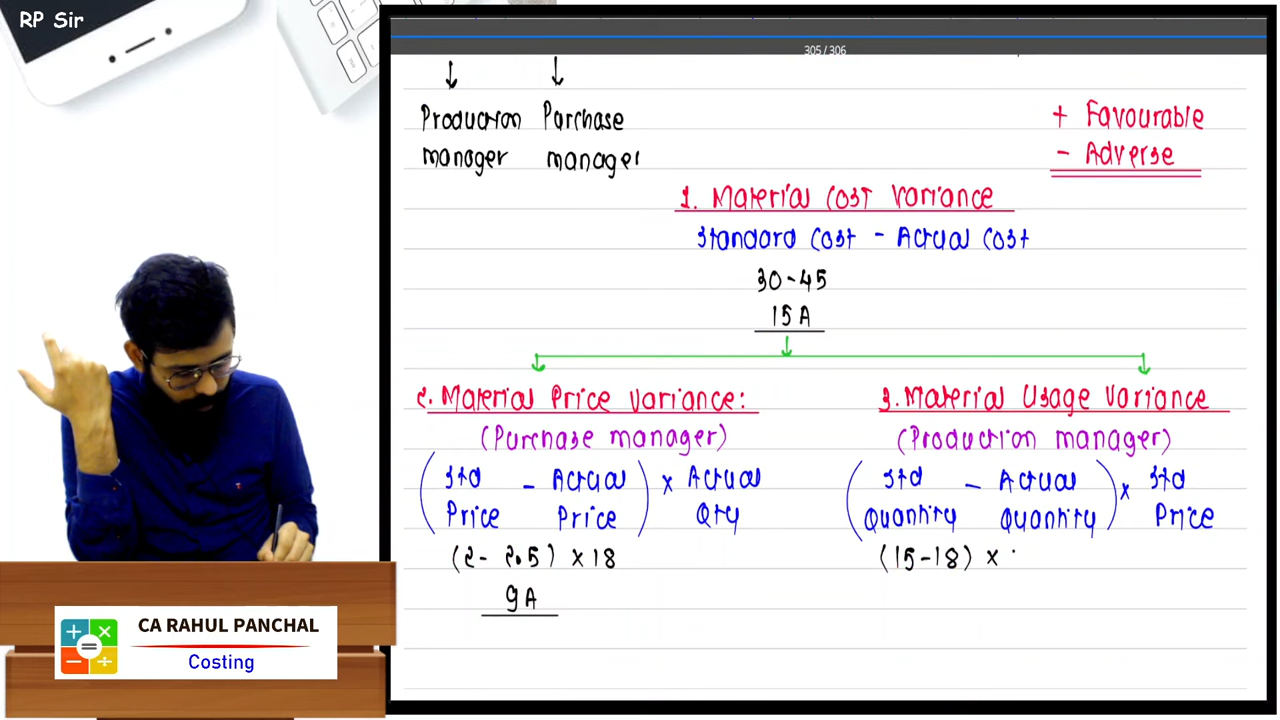 RP Sir
305 / 306
Production Purchase
manager manager
+ Favourable
- Adverse
1. Material Cost Variance
Standard Cost - Actual Cost
30-45
15 A
2. Material Price Variance:
(Purchase manager)
(Std Price - Actual Price) × Actual Qty
(2 - 2.5) × 18
9A
3. Material Usage Variance
(Production manager)
(Std Quantity - Actual Quantity) × Std Price
(15-18) ×
CA RAHUL PANCHAL
Costing